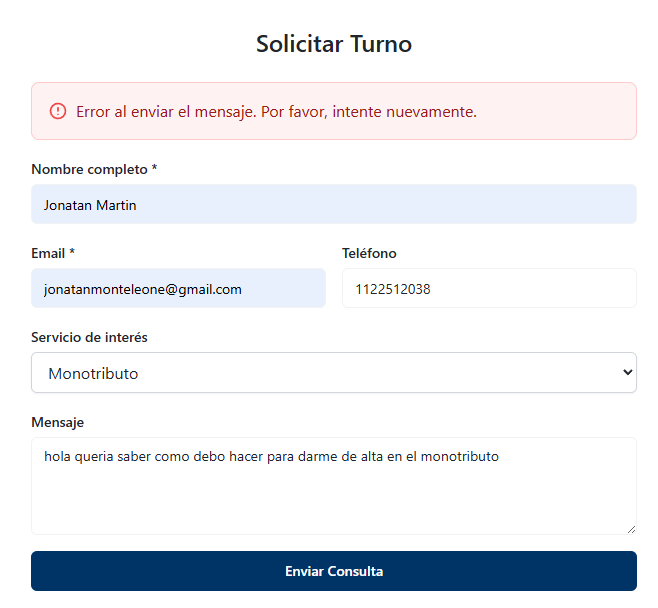 Solicitar Turno
Error al enviar el mensaje. Por favor, intente nuevamente.
Nombre completo *
Jonatan Martin
Email *
Teléfono
jonatanmonteleone@gmail.com
1122512038
Servicio de interés
Monotributo
Mensaje
hola queria saber como debo hacer para darme de alta en el monotributo
Enviar Consulta